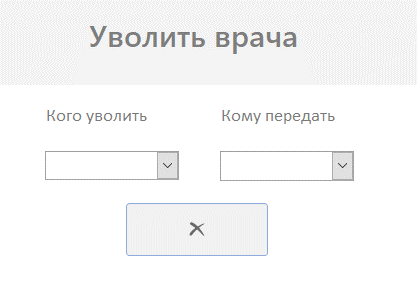 Уволить врача
Кого уволить
Кому передать